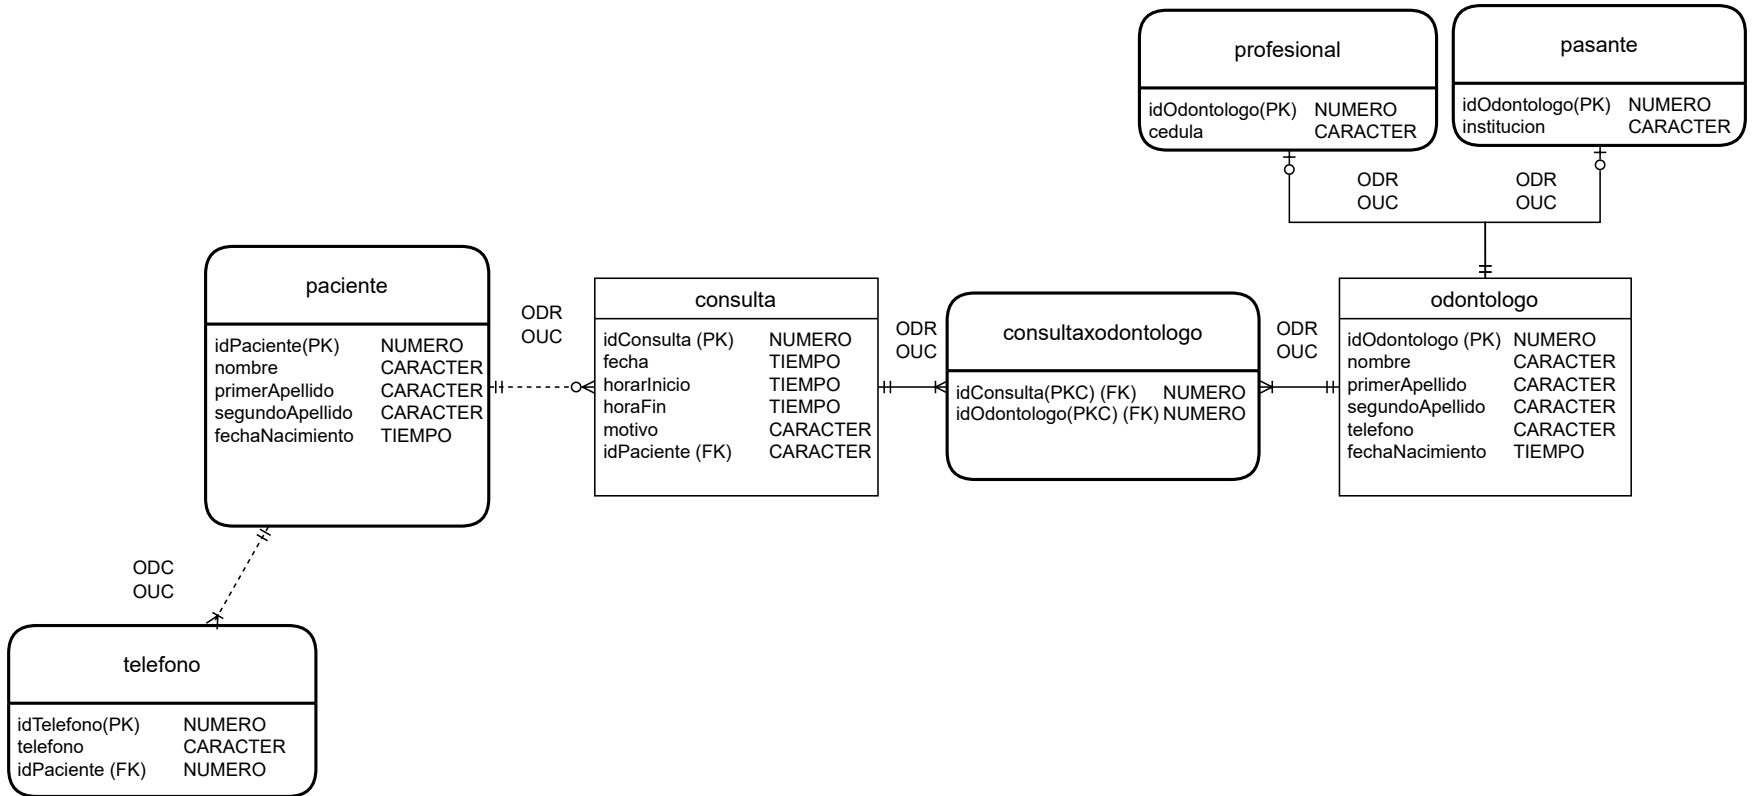 profesional
idOdontologo(PK) NUMERO
cedula CARACTER
pasante
idOdontologo(PK) NUMERO
institucion CARACTER
ODR
OUC
ODR
OUC
paciente
idPaciente(PK) NUMERO
nombre CARACTER
primerApellido CARACTER
segundoApellido CARACTER
fechaNacimiento TIEMPO
ODR
OUC
consulta
idConsulta (PK) NUMERO
fecha TIEMPO
horarInicio TIEMPO
horaFin TIEMPO
motivo CARACTER
idPaciente (FK) CARACTER
ODR
OUC
consultaxodontologo
idConsulta(PKC) (FK) NUMERO
idOdontologo(PKC) (FK) NUMERO
ODR
OUC
odontologo
idOdontologo (PK) NUMERO
nombre CARACTER
primerApellido CARACTER
segundoApellido CARACTER
telefono CARACTER
fechaNacimiento TIEMPO
ODC
OUC
telefono
idTelefono(PK) NUMERO
telefono CARACTER
idPaciente (FK) NUMERO